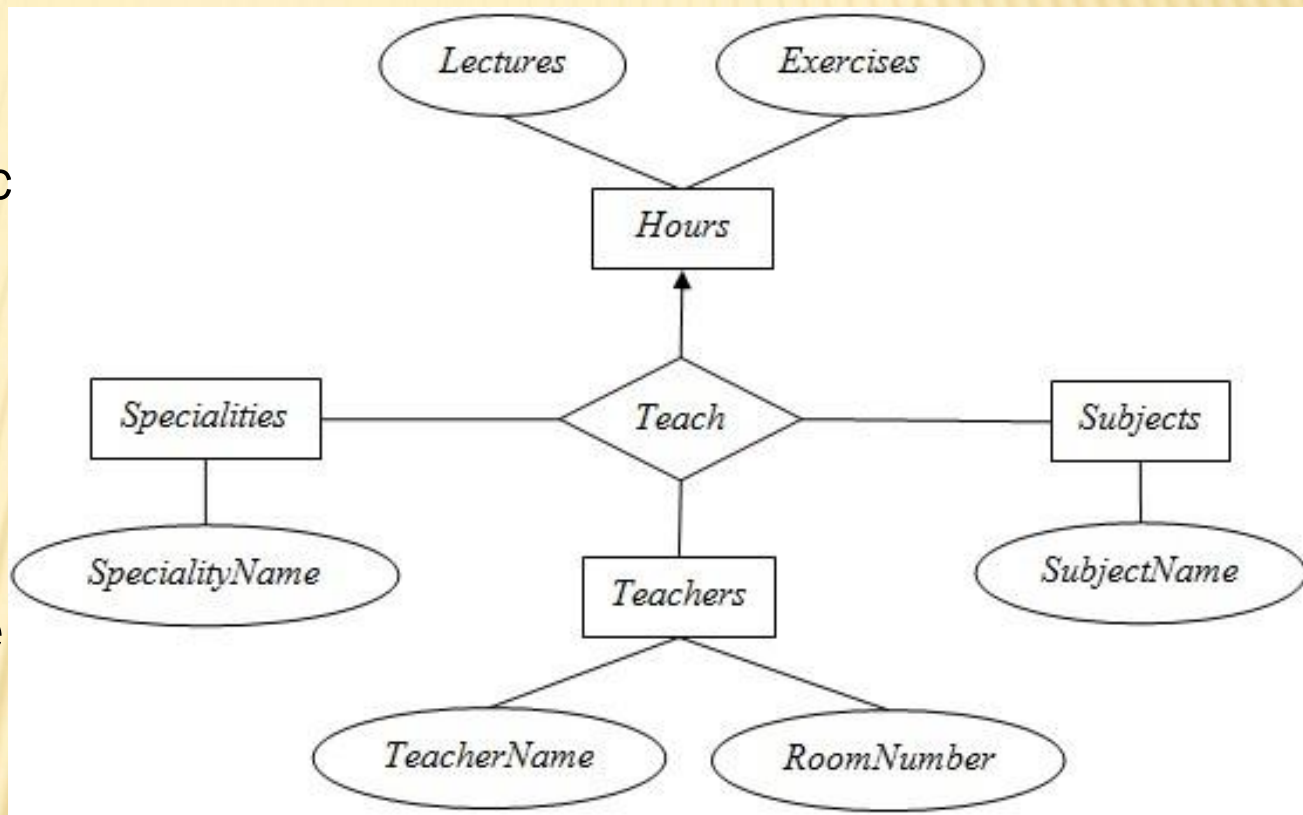 Lectures
Exercises
c
Hours
Specialities
Teach
Subjects
SpecialityName
Teachers
SubjectName
e
TeacherName
RoomNumber